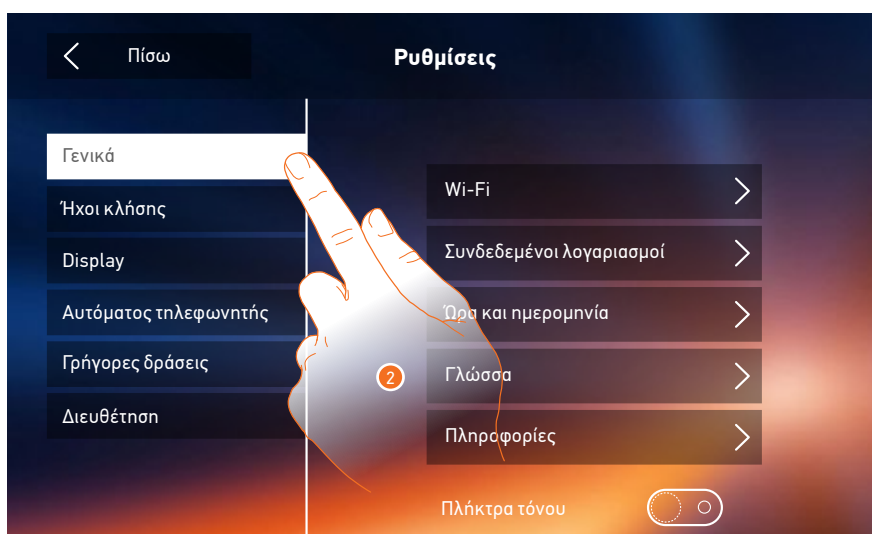 Πίσω
Ρυθμίσεις
Γενικά
Ήχοι κλήσης
Display
Αυτόματος τηλεφωνητής
Γρήγορες δράσεις
Διευθέτηση
Wi-Fi
Συνδεδεμένοι λογαριασμοί
Ώρα και ημερομηνία
2
Γλώσσα
Πληροφορίες
Πλήκτρα τόνου